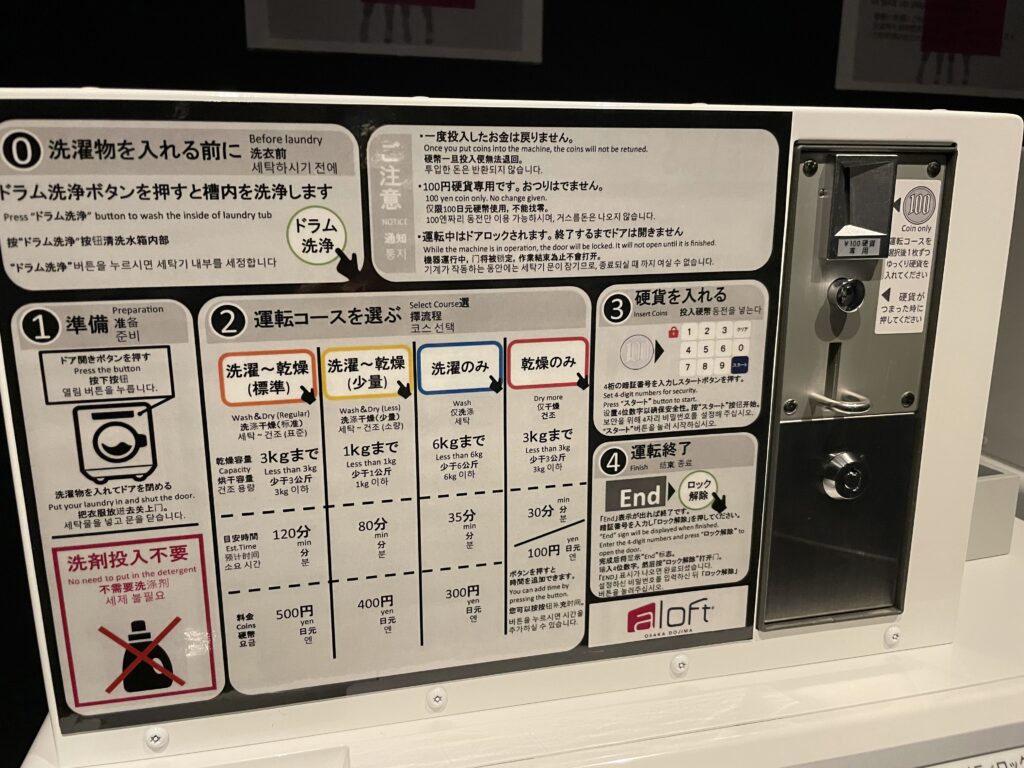 0 洗濯物を入れる前に
Before laundry
洗衣前
세탁하시기 전에
ドラム洗浄ボタンを押すと槽内を洗浄します
Press "ドラム洗浄" button to wash the inside of laundry tub
按"ドラム洗浄"按钮清洗水箱内部
"ドラム洗浄"버튼을 누르시면 세탁기 내부를 세정합니다
ドラム
洗浄
ご注意
NOTICE
通知
통지
・一度投入したお金は戻りません。
Once you put coins into the machine, the coins will not be retuned.
硬幣一旦投入便無法退回。
투입한 돈은 반환되지 않습니다.
・100円硬貨専用です。おつりはでません。
100 yen coin only. No change given.
仅限100日元硬幣使用, 不能找零。
100엔짜리 동전만 이용 가능하시며, 거스름돈은 나오지 않습니다.
・運転中はドアロックされます。終了するまでドアは開きません
While the machine is in operation, the door will be locked. It will not open until it is finished.
機器運行中, 门将被锁定, 作業結束為止不會打開.
기계가 작동하는 동안에는 세탁기 문이 잠기므로, 종료되실 때 까지 여실 수 없습니다.
1 準備
Preparation
准备
준비
ドア開きボタンを押す
Press the button
按下按钮
열림 버튼을 누릅니다.
洗濯物を入れてドアを閉める
Put your laundry in and shut the door.
把衣服放进去关上门。
세탁물을 넣고 문을 닫습니다.
洗剤投入不要
No need to put in the detergent
不需要洗涤剂
세제 불필요
2 運転コースを選ぶ
Select Course選
擇流程
코스 선택
洗濯～乾燥
(標準)
洗濯～乾燥
(少量)
洗濯のみ
乾燥のみ
Wash&Dry (Regular)
洗涤干燥(标准)
세탁~건조 (표준)
Wash&Dry (Less)
洗涤干燥(少量)
세탁~건조 (소량)
Wash
仅洗涤
세탁
Dry more
仅干燥
건조
乾燥容量
Capacity
烘干容量
건조 용량
3kgまで
Less than 3kg
少于3公斤
3kg 이하
1kgまで
Less than 1kg
少于1公斤
1kg 이하
6kgまで
Less than 6kg
少于6公斤
6kg 이하
3kgまで
Less than 3kg
少于3公斤
3kg 이하
目安時間
Est.Time
预计时间
소요 시간
120分
min
分
분
80分
min
分
분
35分
min
分
분
30分
min
分
분
100円
yen
日元
엔
料金
Coins
硬幣
요금
500円
yen
日元
엔
400円
yen
日元
엔
300円
yen
日元
엔
ボタンを押すと
時間を追加できます。
You can add time by
pressing the button.
您可以按按钮补充时间。
버튼을 누르시면 시간을
추가하실 수 있습니다.
3 硬貨を入れる
Insert Coins 投入硬幣 동전을 넣는다
100
1 2 3 クリア
4 5 6 0
7 8 9 スタート
4桁の暗証番号を入力しスタートボタンを押す。
Set 4-digit numbers for security.
Press "スタート" button to start.
设置4位数字以确保安全性。按"スタート"按钮开始。
보안을 위해 4자리 비밀번호를 설정해 주십시오.
"スタート"버튼을 눌러 시작하십시오.
4 運転終了
Finish 结束 종료
End
ロック
解除
「End」表示が出れば終了です。
暗証番号を入力し「ロック解除」を押してください。
"End" sign will be displayed when finished.
Enter the 4-digit numbers and press "ロック解除" to
open the door.
完成后将显示"End"标志。
输入4位数字, 然后按"ロック解除"打开门。
「END」표시가 나오면 완료되셨습니다.
설정하신 비밀번호를 입력하신 뒤「ロック解除」
버튼을 눌러주십시오.
aloft
OSAKA DOJIMA
¥100硬貨
専用
100
Coin only
運転コースを
選択後1枚ずつ
ゆっくり硬貨を
入れてください
硬貨が
つまった時に
押してください